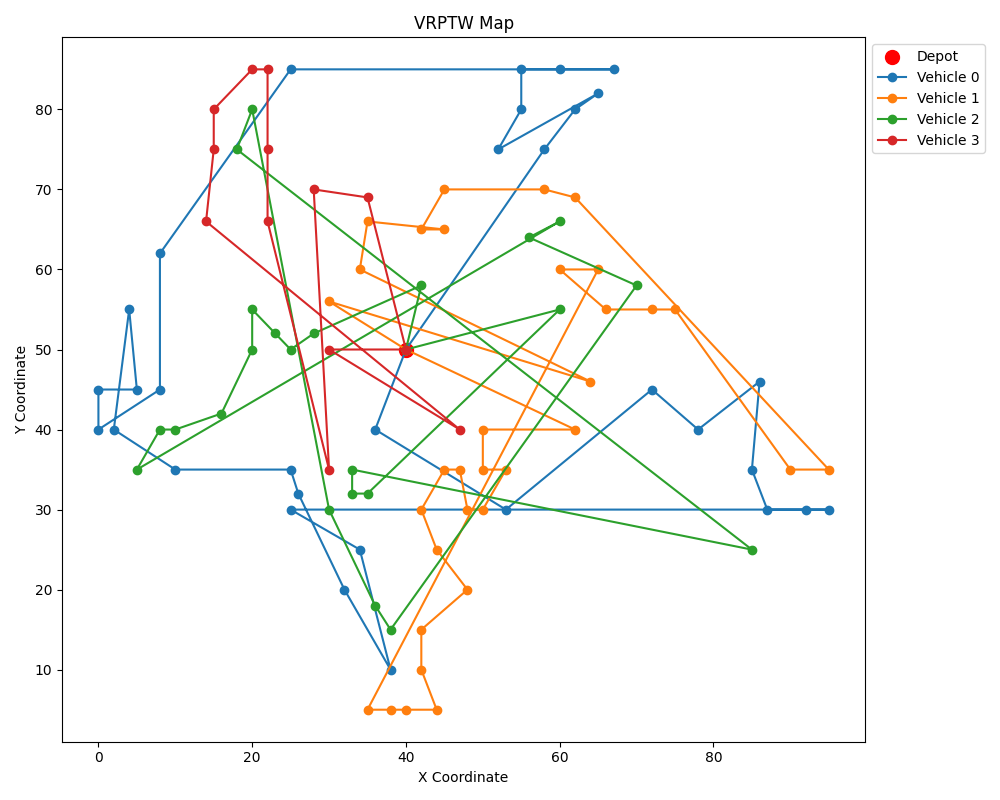 VRPTW Map
Depot
Vehicle 0
Vehicle 1
Vehicle 2
Vehicle 3
Y Coordinate
80
70
60
50
40
30
20
10
0 20 40 60 80
X Coordinate